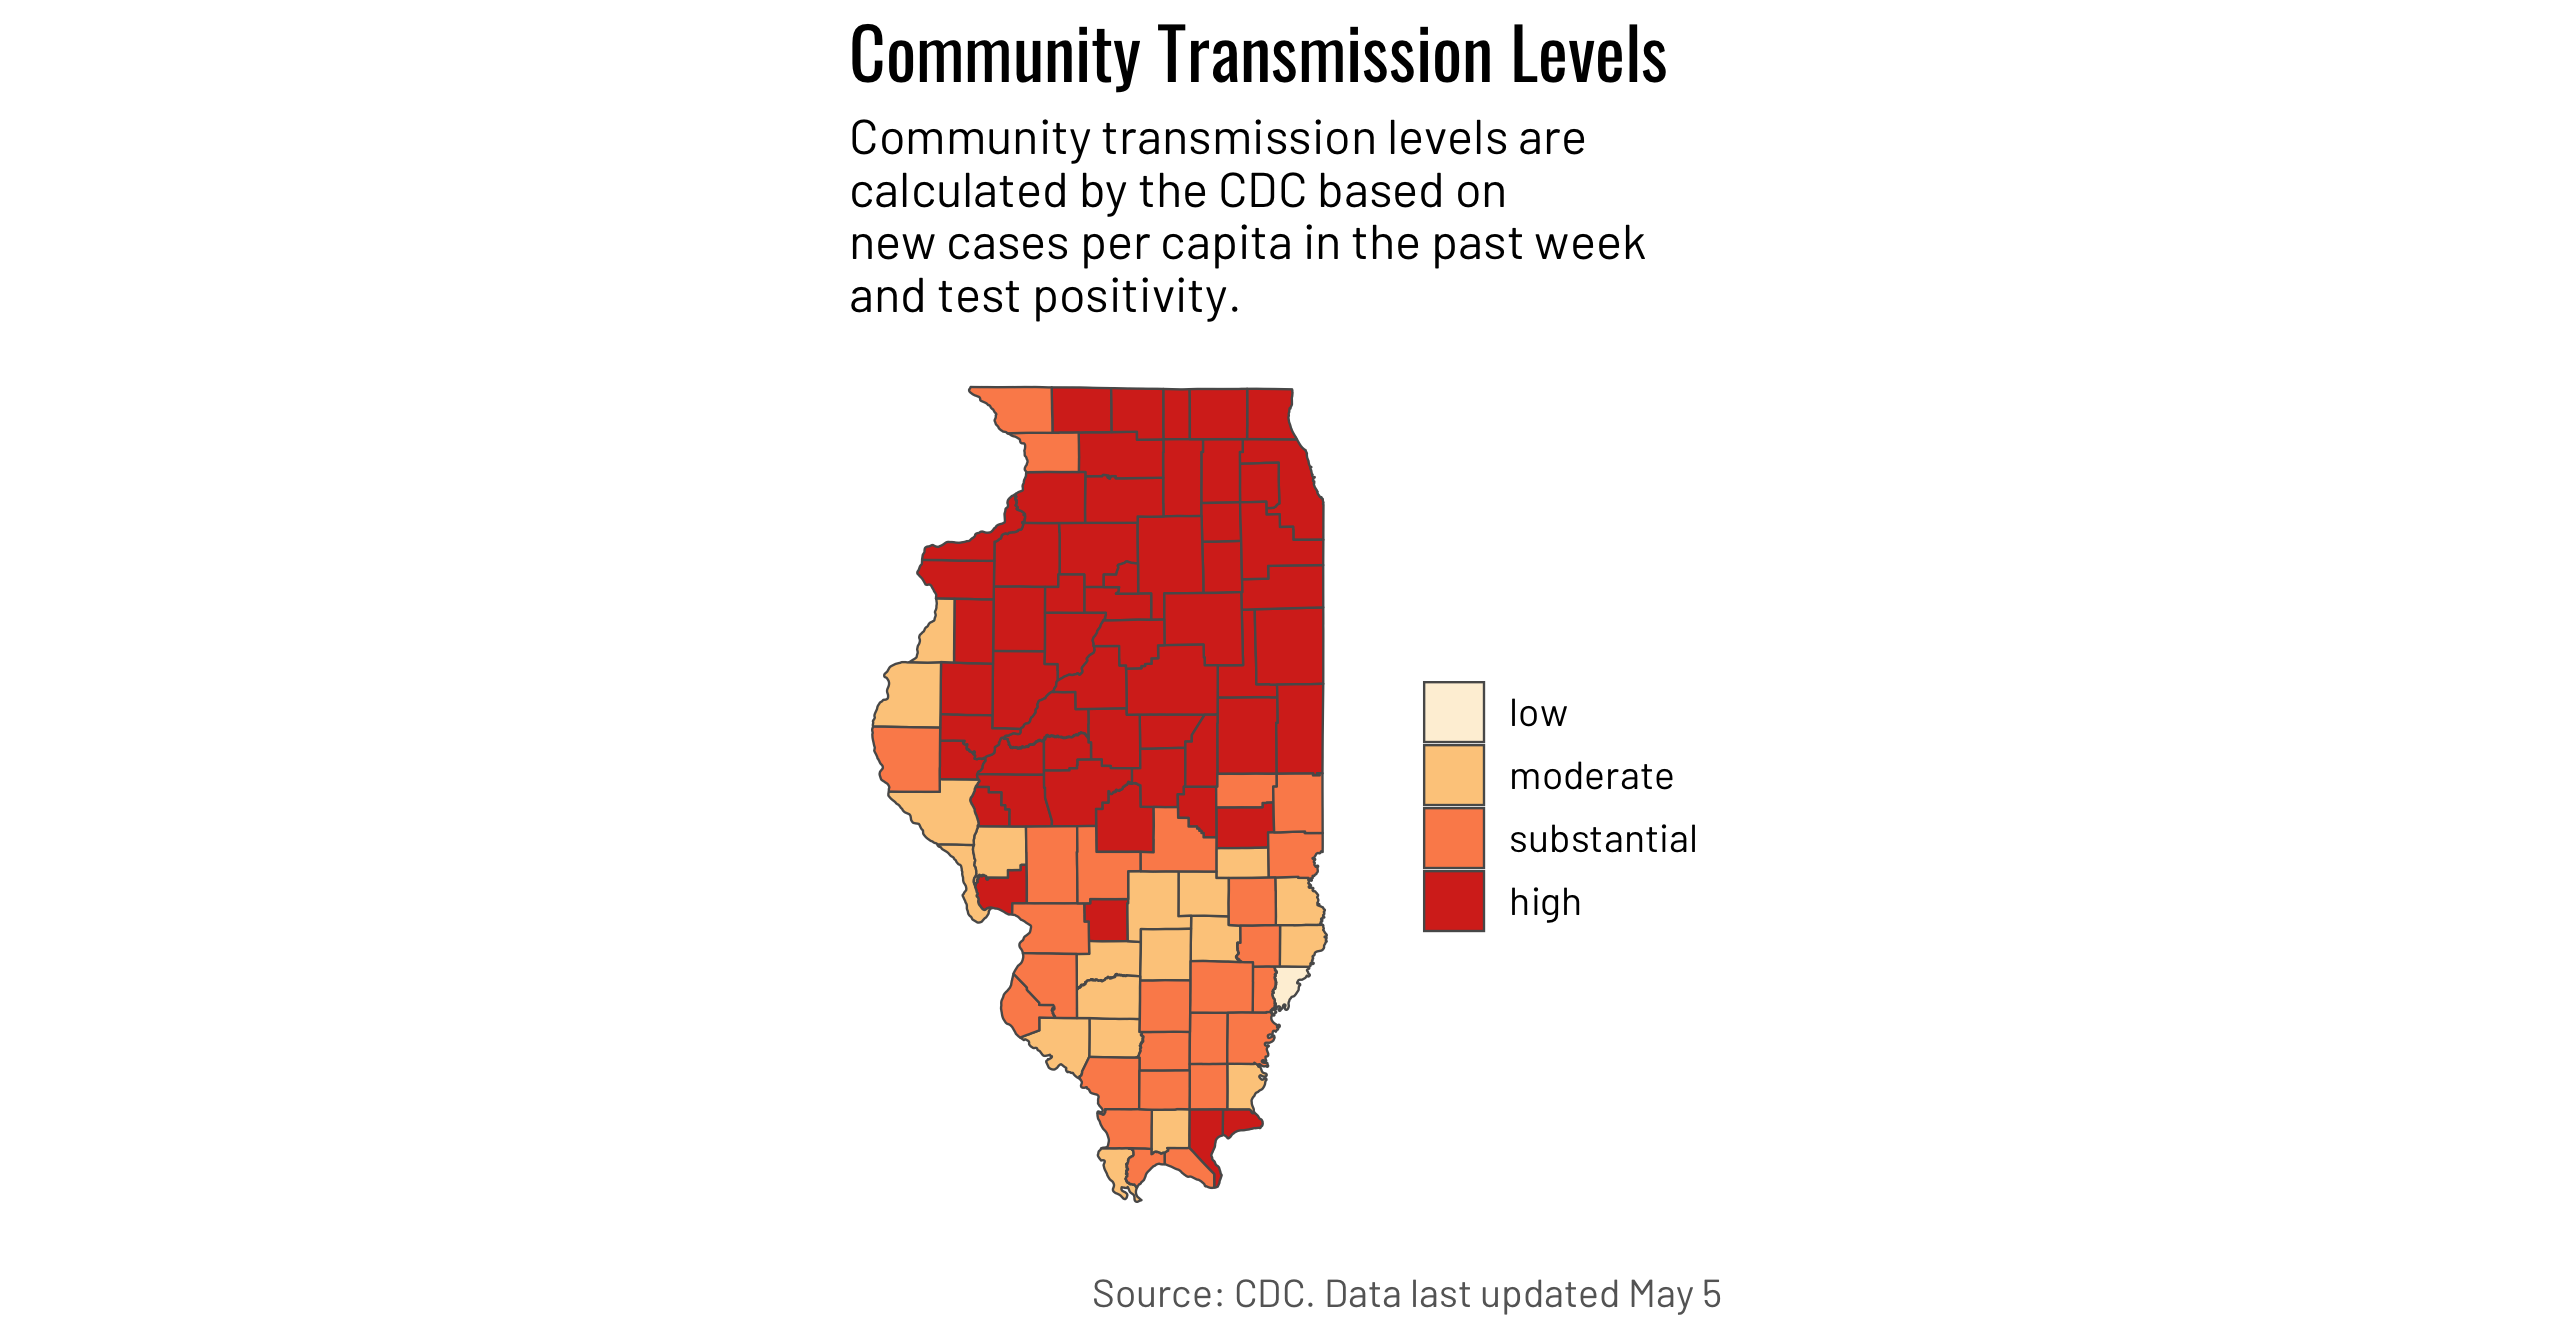 Community Transmission Levels
Community transmission levels are
calculated by the CDC based on
new cases per capita in the past week
and test positivity.
low
moderate
substantial
high
Source: CDC. Data last updated May 5